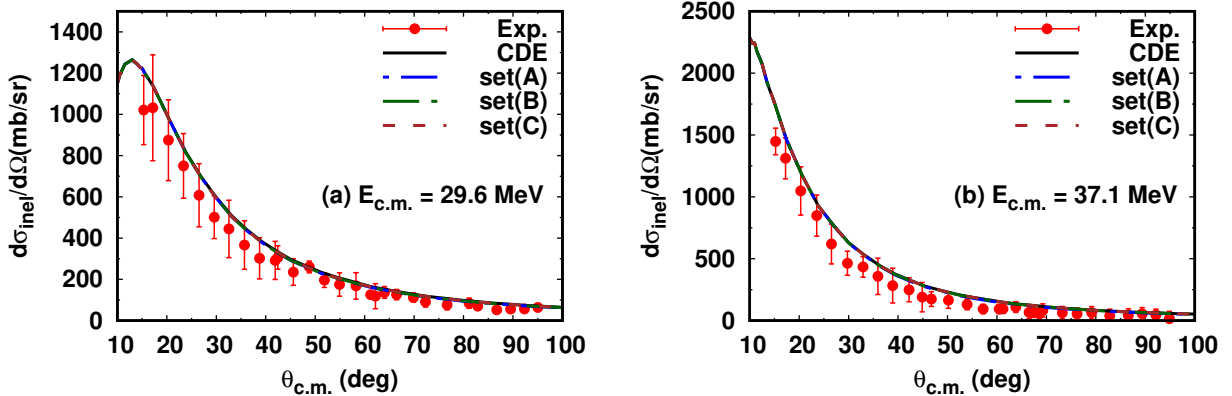 1400
1200
1000
800
600
400
200
0
dσinel/dΩ(mb/sr)
Exp.
CDE
set(A)
set(B)
set(C)
(a) Ec.m. = 29.6 MeV
10 20 30 40 50 60 70 80 90 100
θc.m. (deg)
2500
2000
1500
1000
500
0
dσinel/dΩ(mb/sr)
Exp.
CDE
set(A)
set(B)
set(C)
(b) Ec.m. = 37.1 MeV
10 20 30 40 50 60 70 80 90 100
θc.m. (deg)